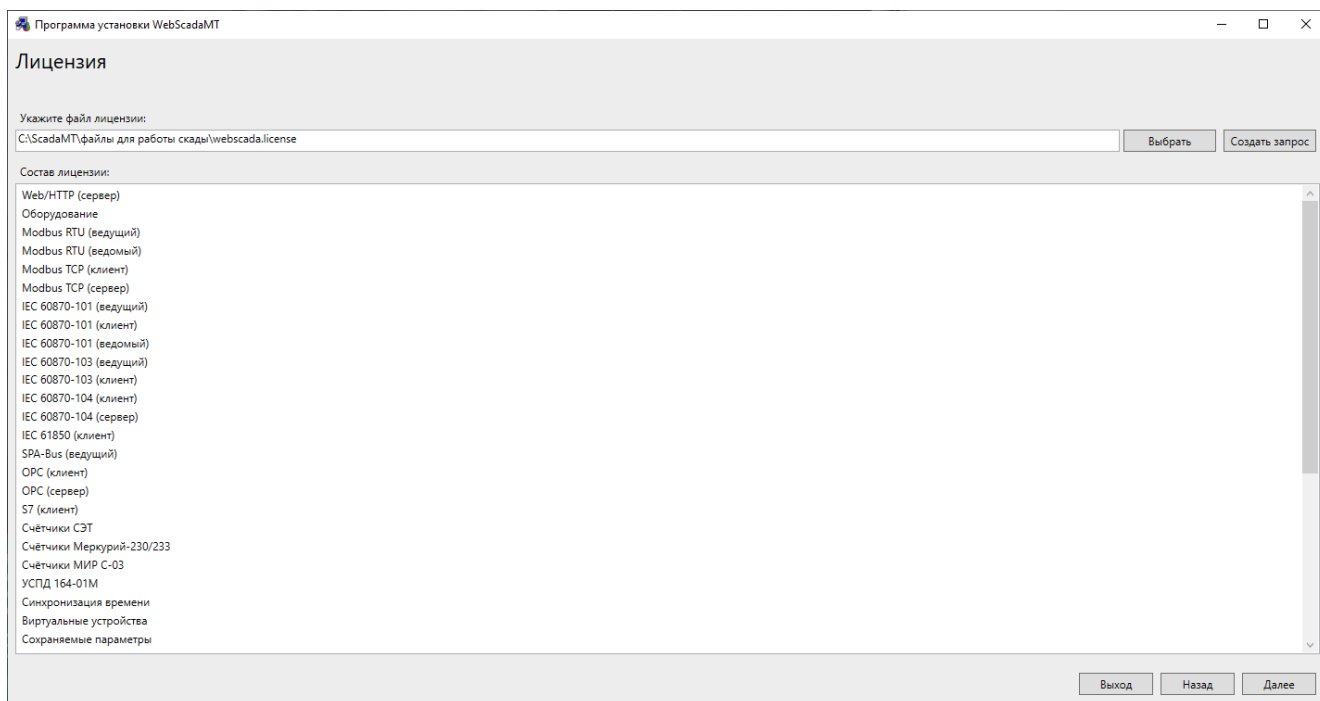 Программа установки WebScadaMT
Лицензия
Укажите файл лицензии:
C:\ScadaMT\файлы для работы скады\webscada.license
Выбрать
Создать запрос
Состав лицензии:
Web/HTTP (сервер)
Оборудование
Modbus RTU (ведущий)
Modbus RTU (ведомый)
Modbus TCP (клиент)
Modbus TCP (сервер)
IEC 60870-101 (ведущий)
IEC 60870-101 (клиент)
IEC 60870-101 (ведомый)
IEC 60870-103 (ведущий)
IEC 60870-103 (клиент)
IEC 60870-104 (клиент)
IEC 60870-104 (сервер)
IEC 61850 (клиент)
SPA-Bus (ведущий)
OPC (клиент)
OPC (сервер)
S7 (клиент)
Счётчики СЭТ
Счётчики Меркурий-230/233
Счётчики МИР С-03
УСПД 164-01М
Синхронизация времени
Виртуальные устройства
Сохраняемые параметры
Выход
Назад
Далее